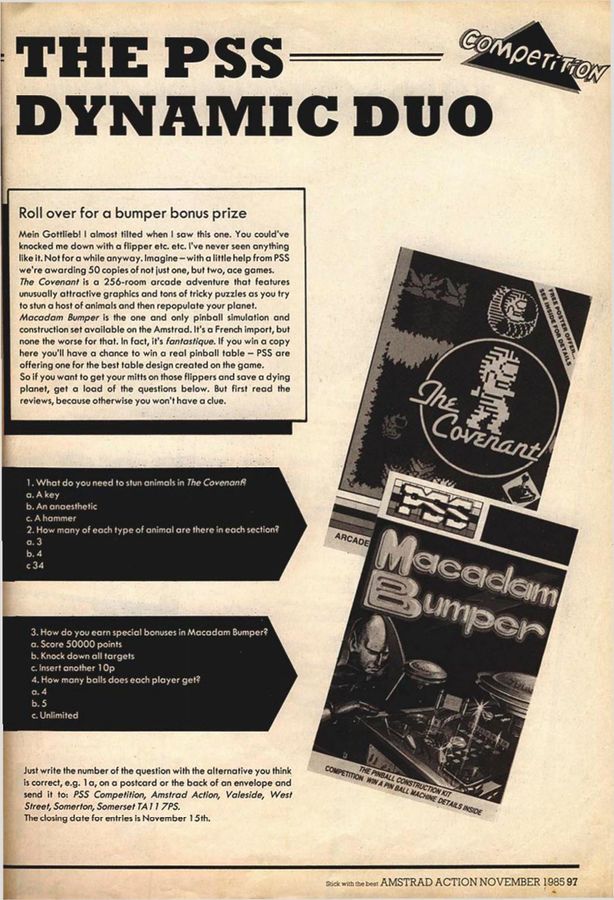 THE PSS
COMPETITION
DYNAMIC DUO
Roll over for a bumper bonus prize
Mein Gottlieb! I almost tilted when I saw this one. You could've
knocked me down with a flipper etc. etc. I've never seen anything
like it. Not for a while anyway. Imagine – with a little help from PSS
we're awarding 50 copies of not just one, but two, ace games.
The Covenant is a 256-room arcade adventure that features
unusually attractive graphics and tons of tricky puzzles as you try
to stun a host of animals and then repopulate your planet.
Macadam Bumper is the one and only pinball simulation and
construction set available on the Amstrad. It's a French import, but
none the worse for that. In fact, it's fantastique. If you win a copy
here you'll have a chance to win a real pinball table – PSS are
offering one for the best table design created on the game.
So if you want to get your mitts on those flippers and save a dying
planet, get a load of the questions below. But first read the
reviews, because otherwise you won't have a clue.
1. What do you need to stun animals in The Covenant?
a. A key
b. An anaesthetic
c. A hammer
2. How many of each type of animal are there in each section?
a. 3
b. 4
c 34
3. How do you earn special bonuses in Macadam Bumper?
a. Score 50000 points
b. Knock down all targets
c. Insert another 10p
4. How many balls does each player get?
a. 4
b. 5
c. Unlimited
Just write the number of the question with the alternative you think
is correct, e.g. 1a, on a postcard or the back of an envelope and
send it to: PSS Competition, Amstrad Action, Valeside, West
Street, Somerton, Somerset TA11 7PS.
The closing date for entries is November 15th.
FREE POSTER OFFER
SEE INSIDE FOR DETAILS
The
Covenant
PSS
ARCADE
Macadam
Bumper
THE PINBALL CONSTRUCTION KIT
COMPETITION WIN A PIN BALL MACHINE DETAILS INSIDE
Stick with the best AMSTRAD ACTION NOVEMBER 1985 97